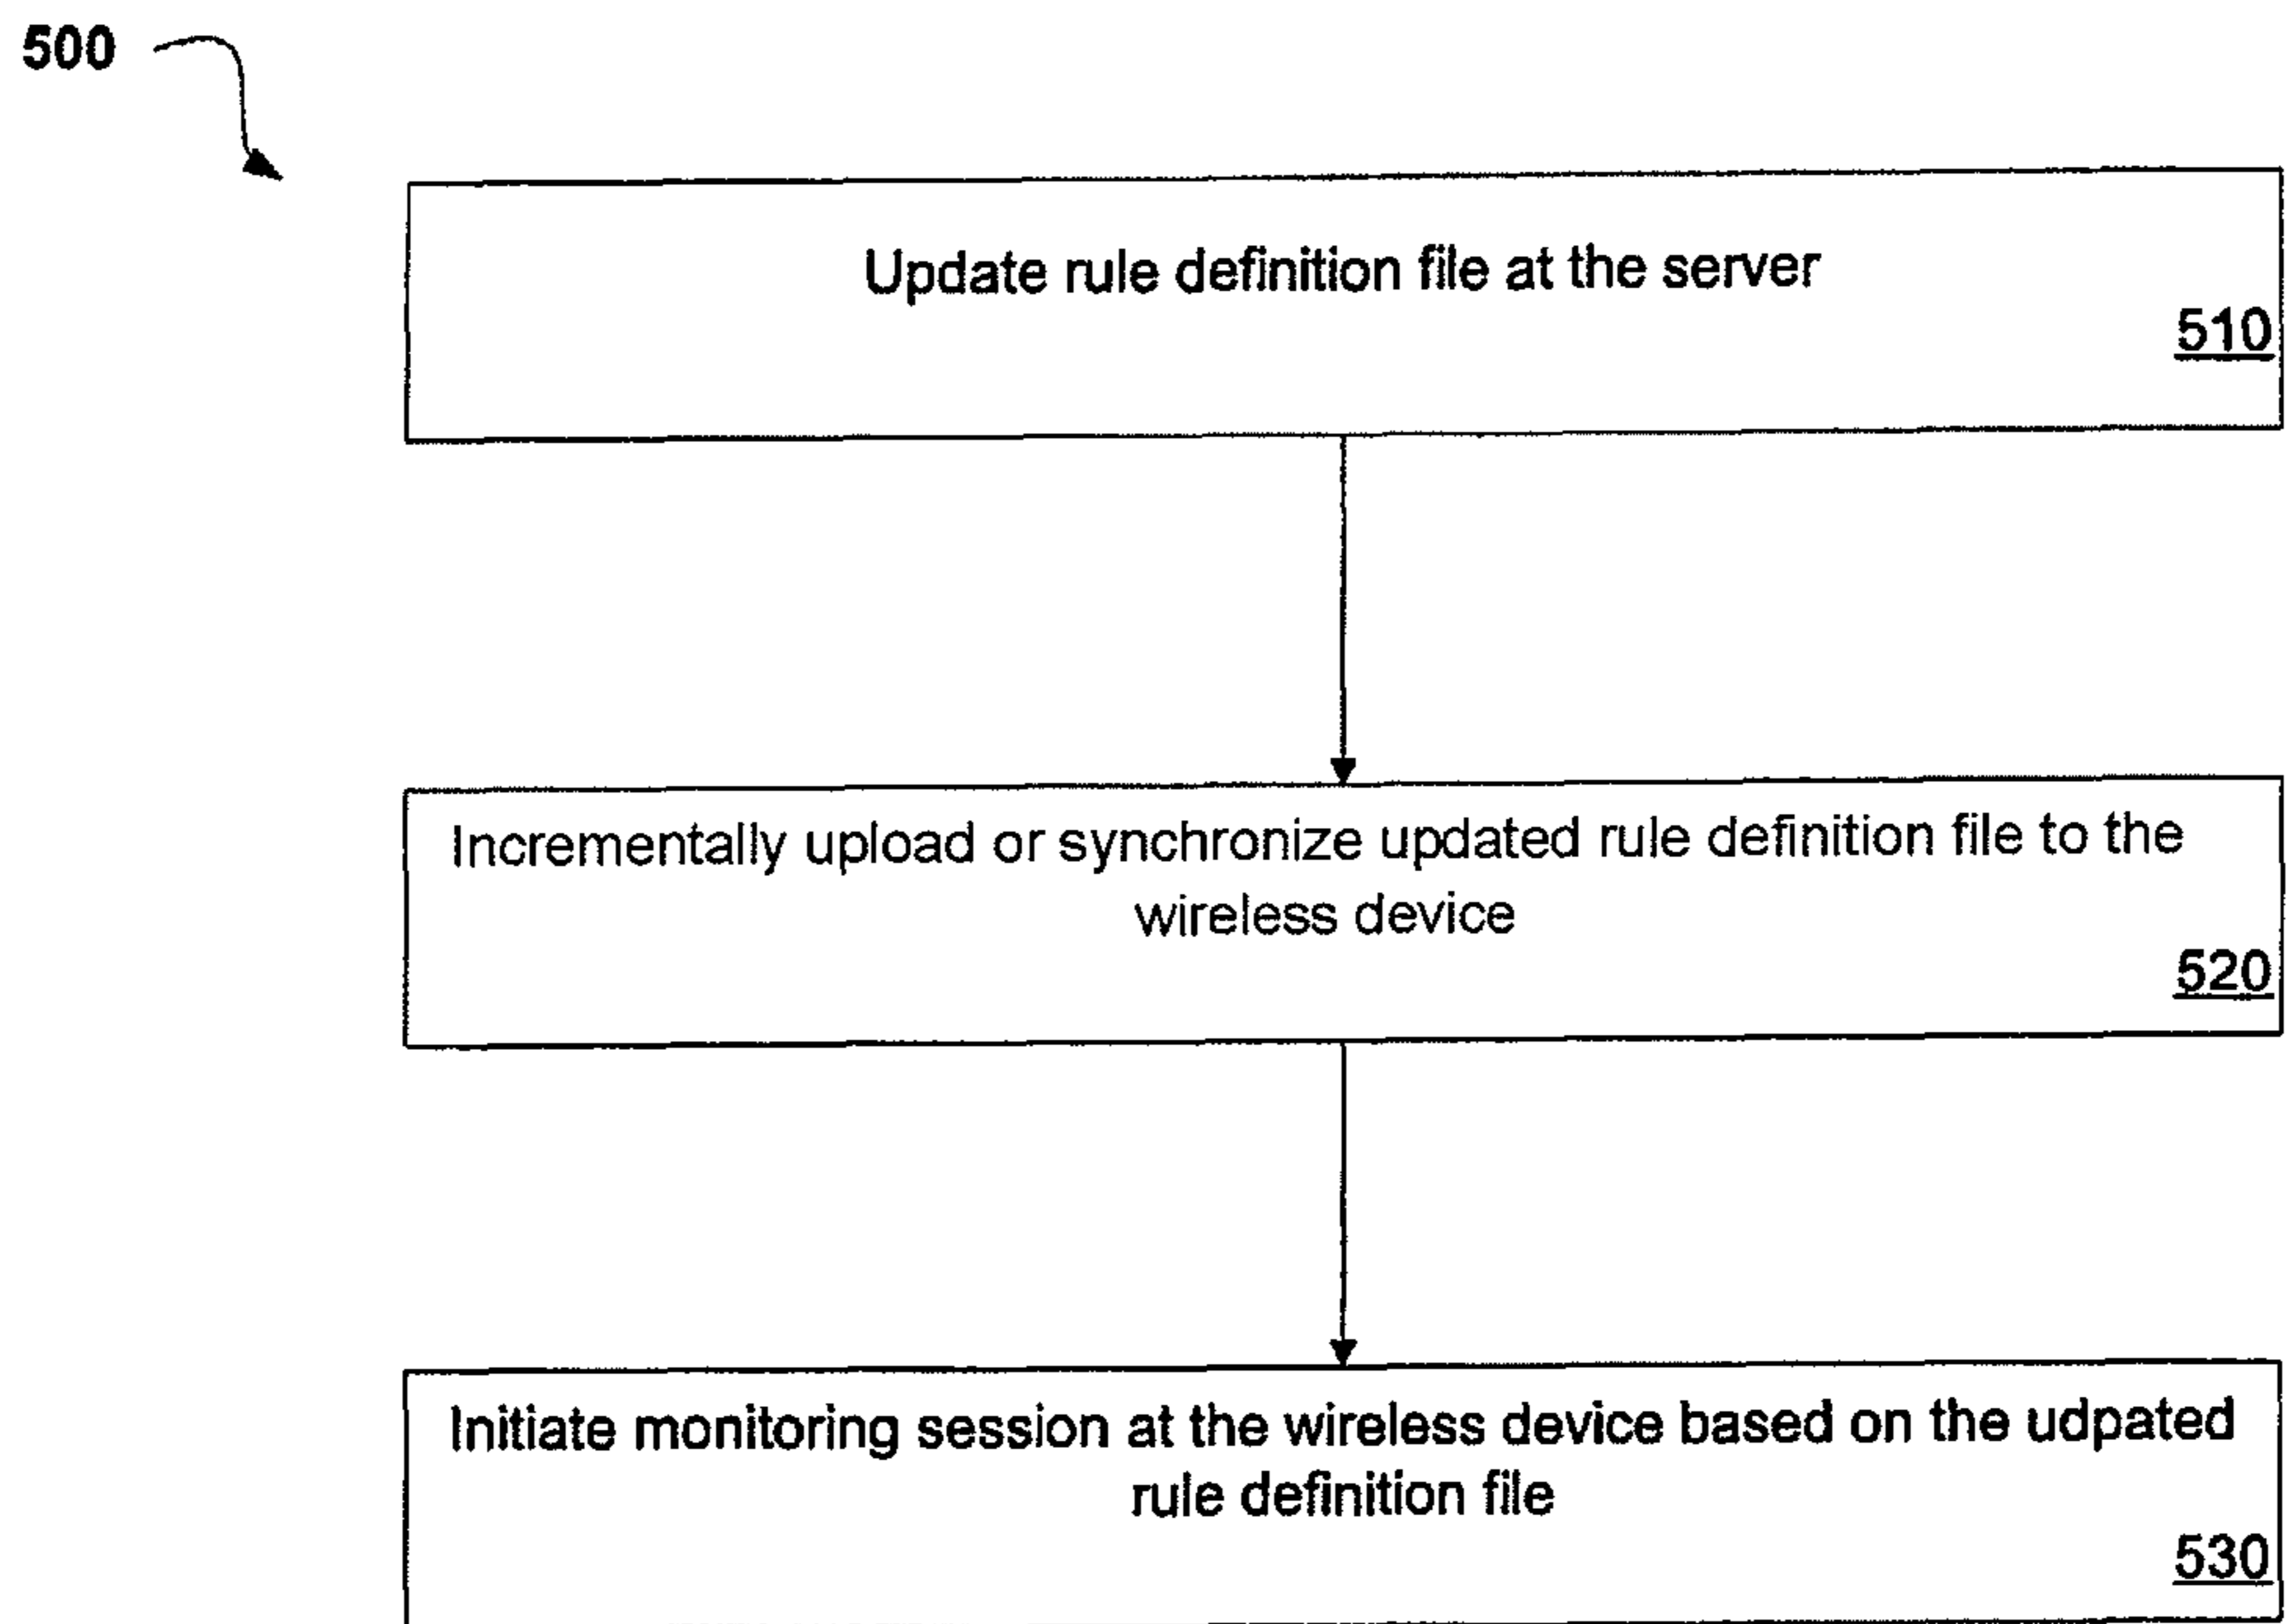 500
Update rule definition file at the server
510
Incrementally upload or synchronize updated rule definition file to the
wireless device
520
Initiate monitoring session at the wireless device based on the udpated
rule definition file
530